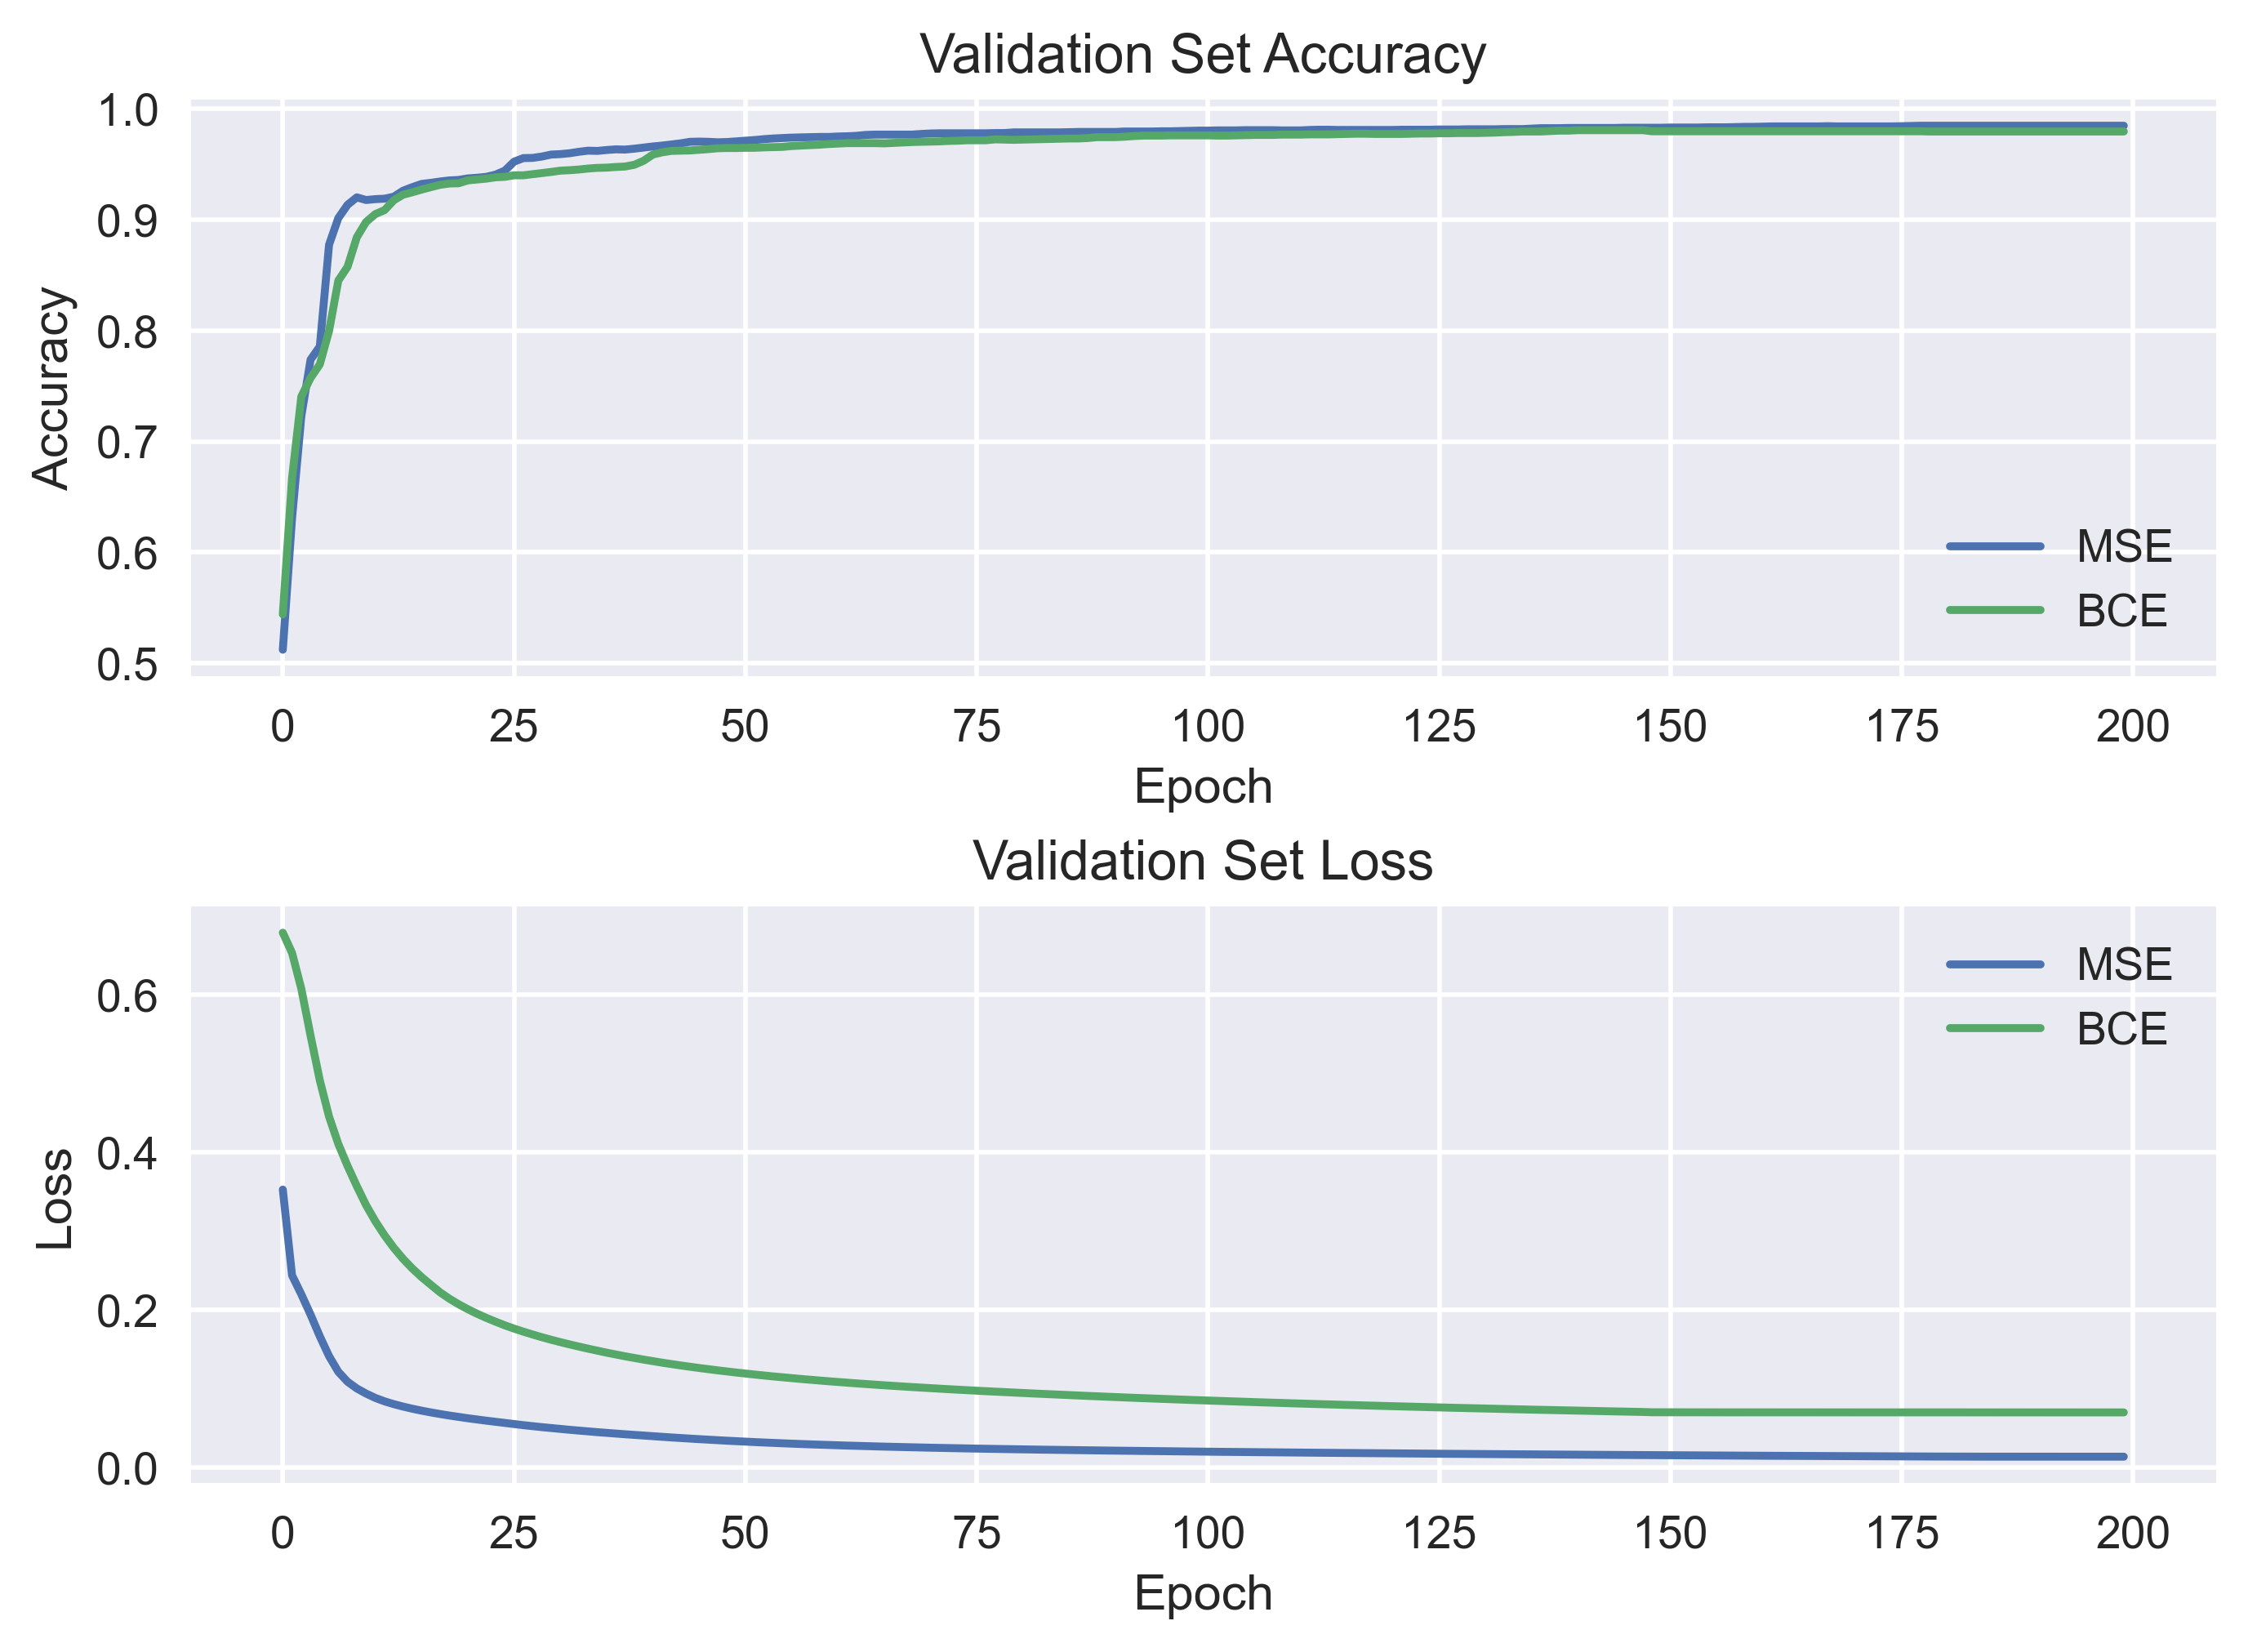 Validation Set Accuracy
1.0
0.9
0.8
0.7
0.6
0.5
Accuracy
MSE
BCE
0 25 50 75 100 125 150 175 200
Epoch
Validation Set Loss
0.6
0.4
0.2
0.0
Loss
MSE
BCE
0 25 50 75 100 125 150 175 200
Epoch